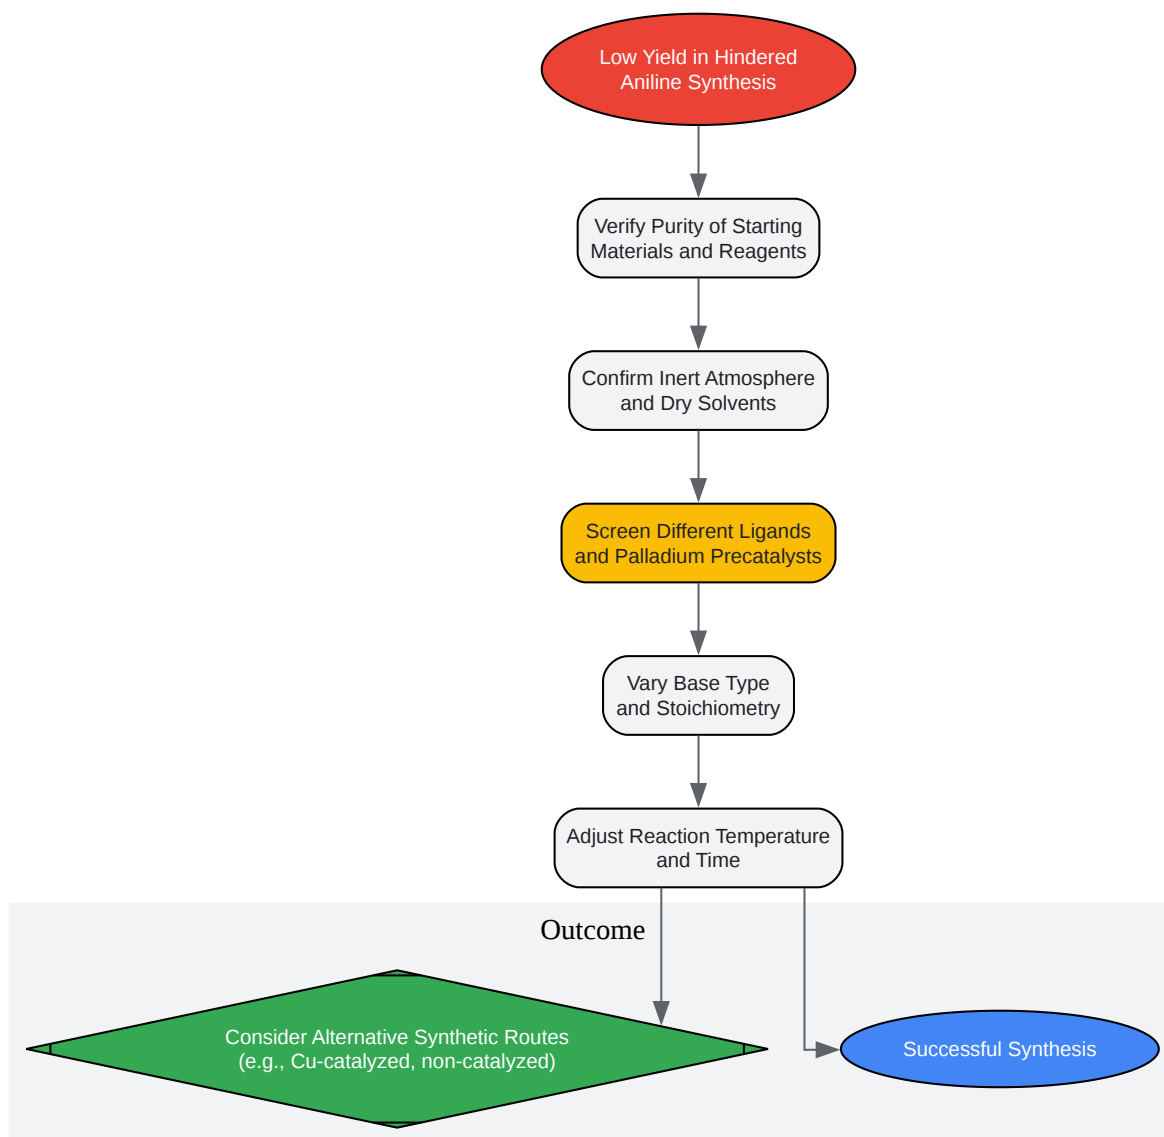 Low Yield in Hindered
Aniline Synthesis
Verify Purity of Starting
Materials and Reagents
Confirm Inert Atmosphere
and Dry Solvents
Screen Different Ligands
and Palladium Precatalysts
Vary Base Type
and Stoichiometry
Adjust Reaction Temperature
and Time
Outcome
Consider Alternative Synthetic Routes
(e.g., Cu-catalyzed, non-catalyzed)
Successful Synthesis